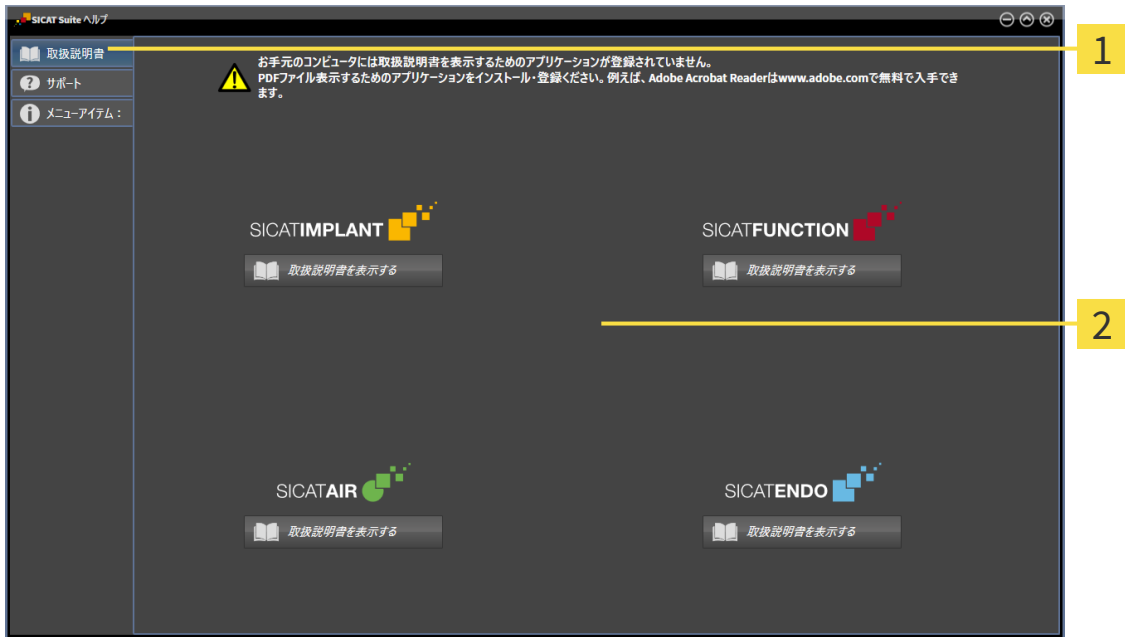 SICAT Suite ヘルプ
取扱説明書
サポート
メニューアイテム：
お手元のコンピュータには取扱説明書を表示するためのアプリケーションが登録されていません。
PDFファイル表示するためのアプリケーションをインストール・登録ください。例えば、Adobe Acrobat Readerはwww.adobe.comで無料で入手でき
ます。
1
SICATIMPLANT
SICATFUNCTION
取扱説明書を表示する
取扱説明書を表示する
2
SICATAIR
SICATENDO
取扱説明書を表示する
取扱説明書を表示する